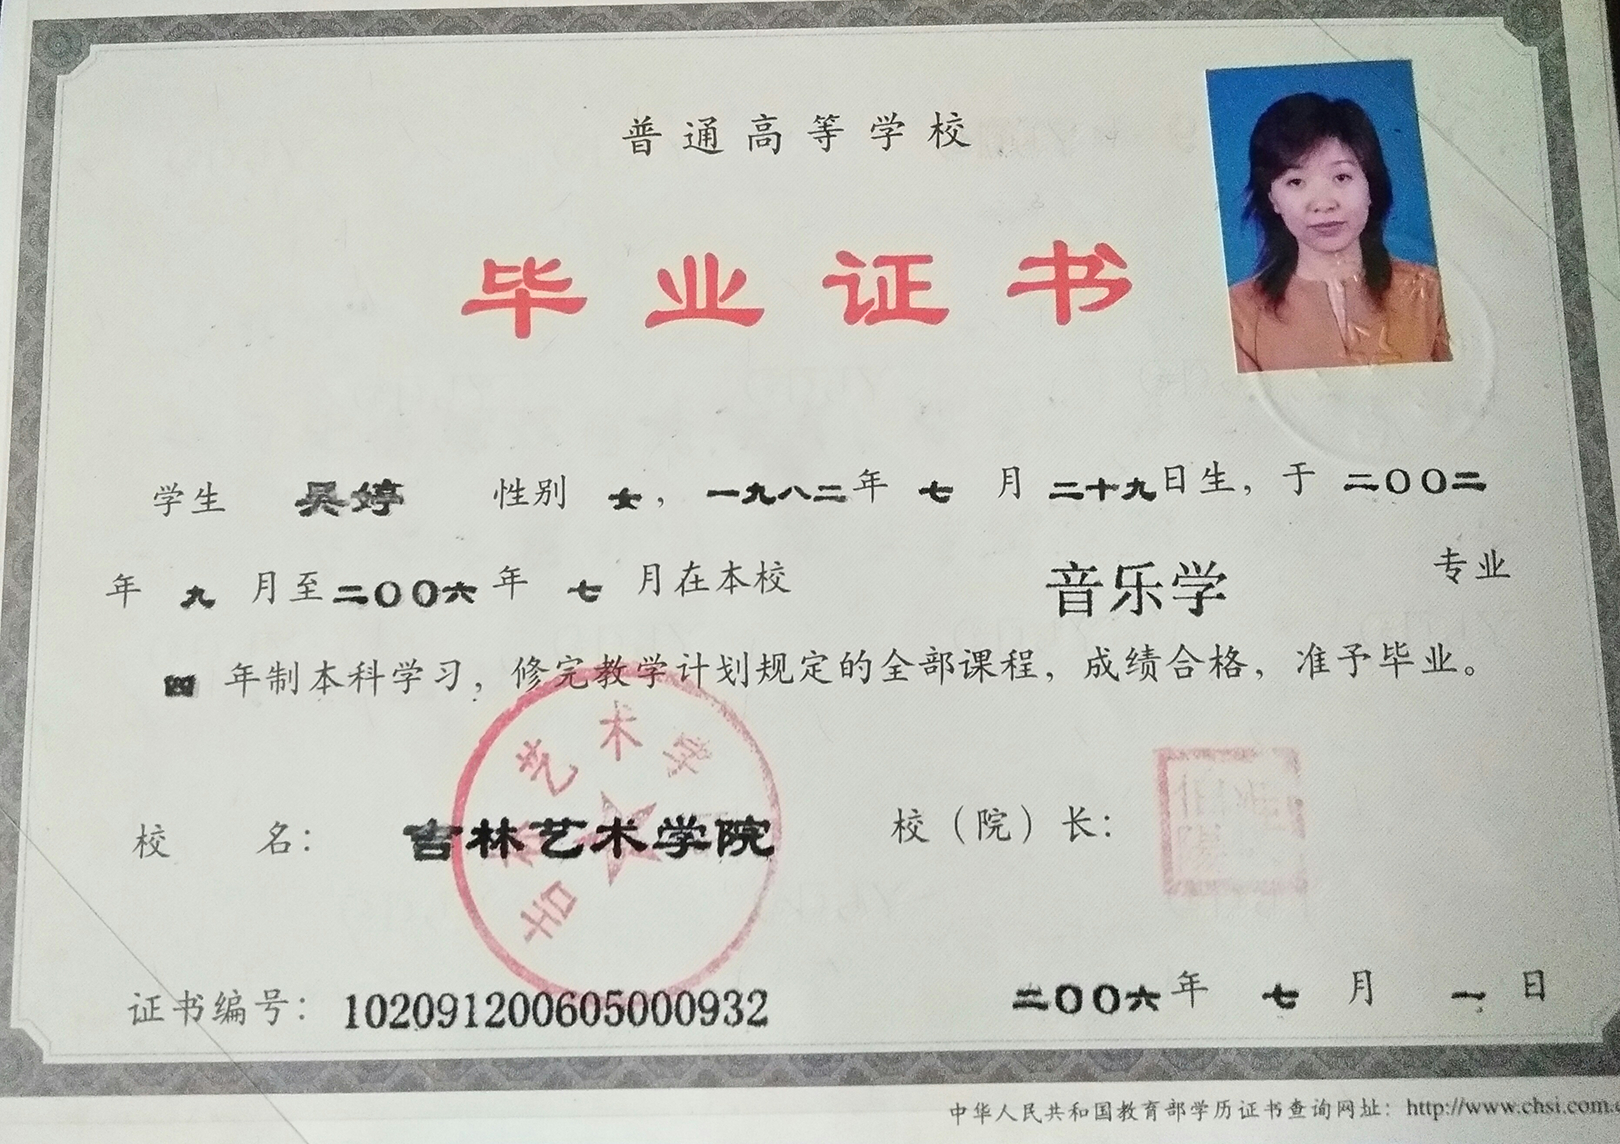 普通高等学校
毕业证书
学生 吴婷 性别 女，一九八二年 七 月 二十九日生，于 二〇〇二
年 九 月至二〇〇六年 七 月在本校 音乐学 专业
四 年制本科学习，修完教学计划规定的全部课程，成绩合格，准予毕业。
吉林艺术学
校 名： 吉林艺术学院 校（院）长：
证书编号：102091200605000932 二〇〇六年 七 月 一 日
中华人民共和国教育部学历证书查询网址：http://www.chsi.com.c